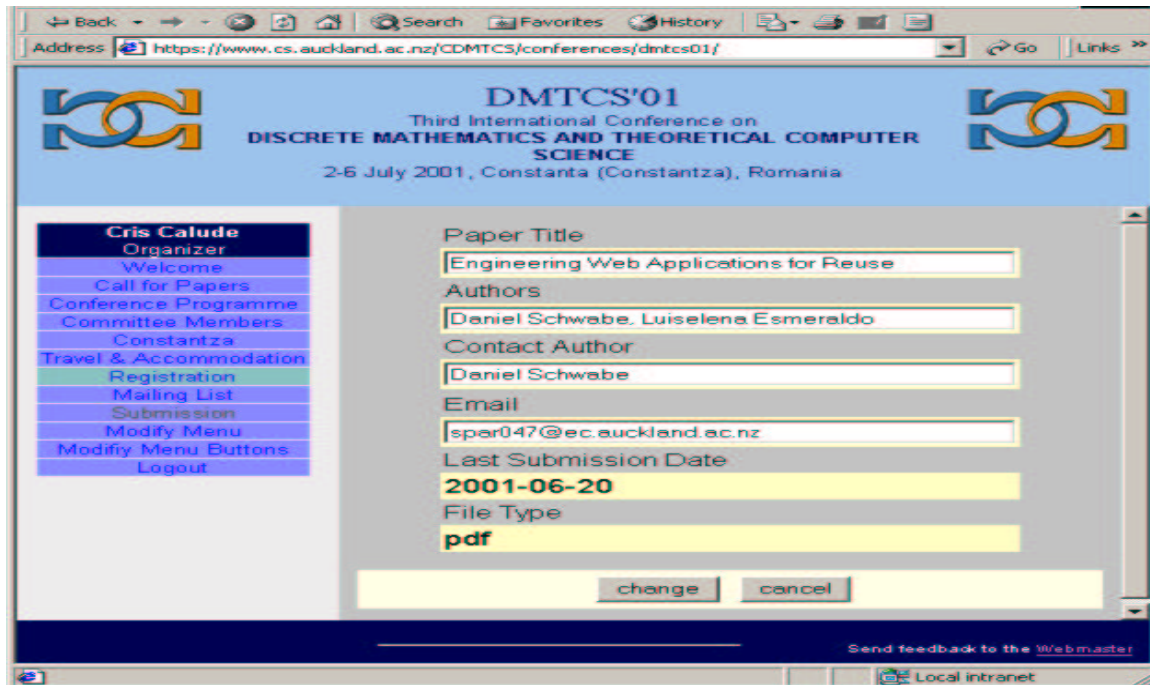 Back
Search Favorites History
Address https://www.cs.auckland.ac.nz/CDMTCS/conferences/dmtcs01/ Go Links »
DMTCS'01
Third International Conference on
DISCRETE MATHEMATICS AND THEORETICAL COMPUTER
SCIENCE
2-6 July 2001, Constanta (Constantza), Romania
Cris Calude
Organizer
Welcome
Call for Papers
Conference Programme
Committee Members
Constantza
Travel & Accommodation
Registration
Mailing List
Submission
Modify Menu
Modifiy Menu Buttons
Logout
Paper Title
Engineering Web Applications for Reuse
Authors
Daniel Schwabe, Luiselena Esmeraldo
Contact Author
Daniel Schwabe
Email
spar047@ec.auckland.ac.nz
Last Submission Date
2001-06-20
File Type
pdf
change cancel
Send feedback to the Webmaster
Local intranet